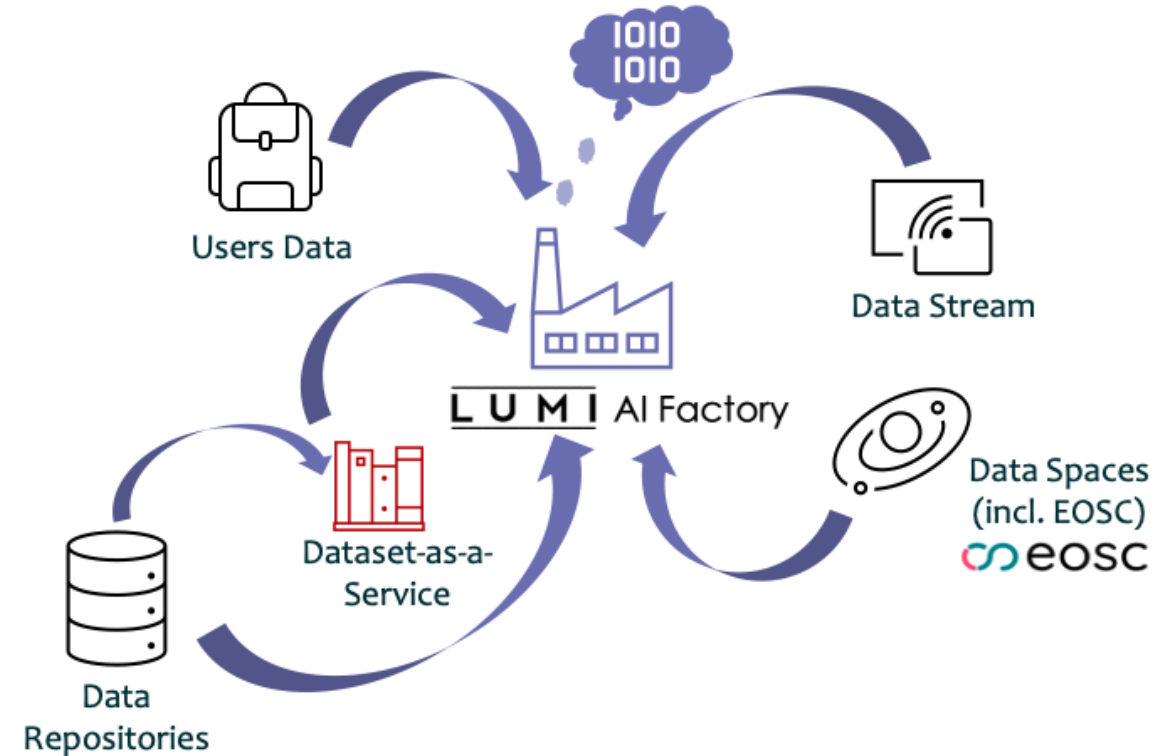 1010
1010
Users Data
Data Stream
LUMI AI Factory
Data Spaces
(incl. EOSC)
eosc
Dataset-as-a-
Service
Data
Repositories